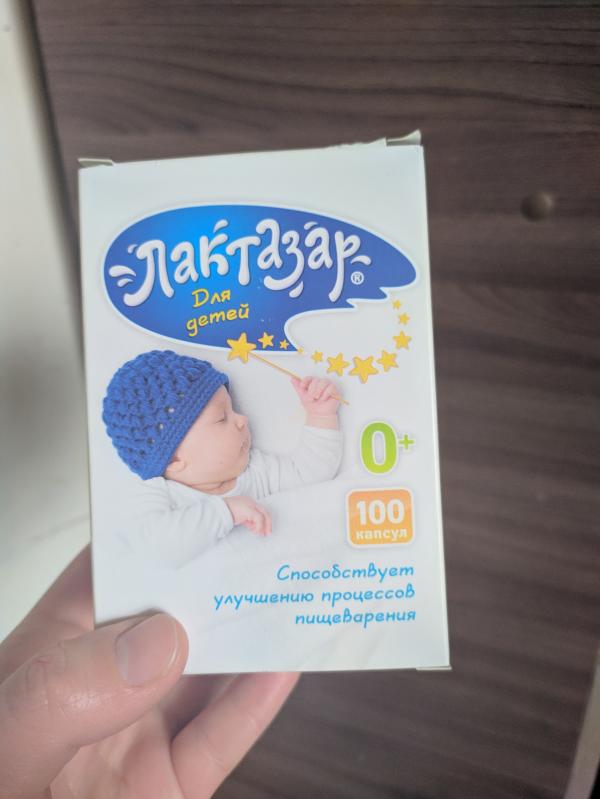 Лактазар®
Для
детей
0+
100
капсул
Способствует
улучшению процессов
пищеварения